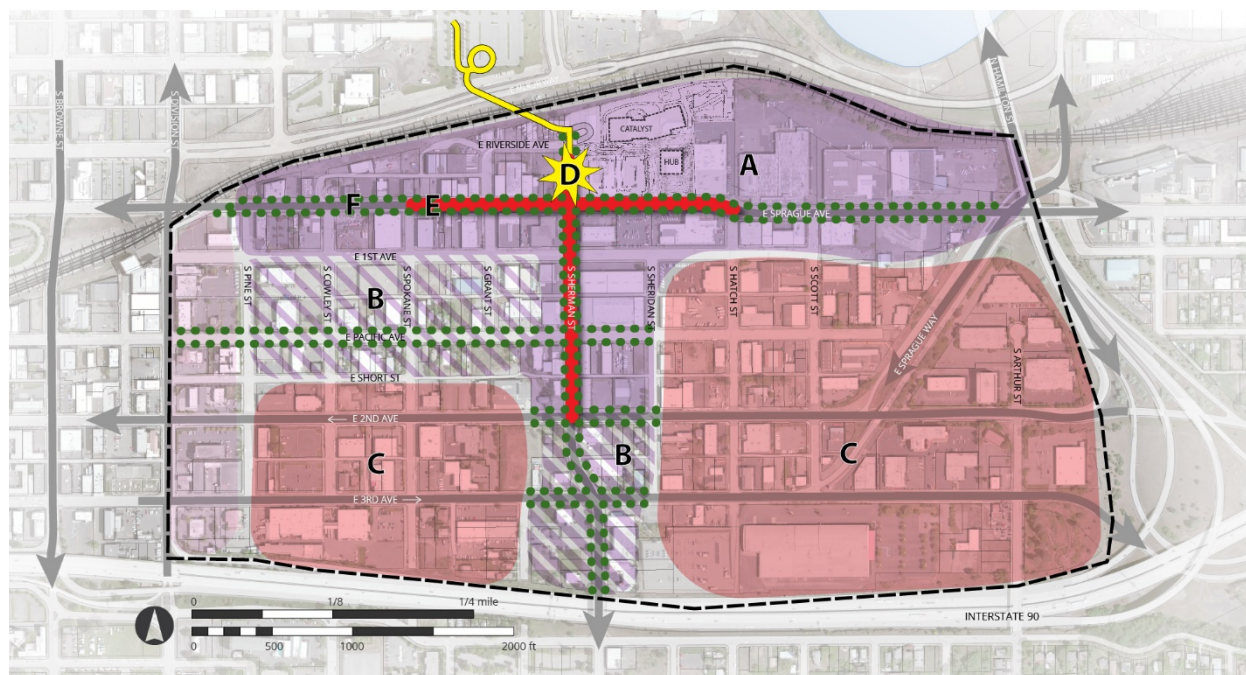 S BROWNE ST
S DIVISION ST
N HAMILTON ST
E RIVERSIDE AVE
CATALYST
HUB
A
D
F
E
E SPRAGUE AVE
E 1ST AVE
S PINE ST
S COWLEY ST
S SPOKANE ST
S GRANT ST
S SHERMAN ST
S SHERIDAN ST
S HATCH ST
S SCOTT ST
B
E PACIFIC AVE
E SPRAGUE WAY
S ARTHUR ST
E SHORT ST
← E 2ND AVE
B
C
C
E 3RD AVE →
0 1/8 1/4 mile
0 500 1000 2000 ft
INTERSTATE 90